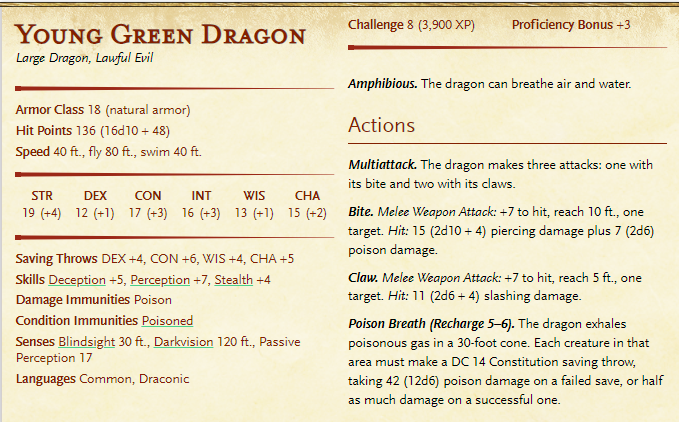 Young Green Dragon
Large Dragon, Lawful Evil
Armor Class 18 (natural armor)
Hit Points 136 (16d10 + 48)
Speed 40 ft., fly 80 ft., swim 40 ft.
STR DEX CON INT WIS CHA
19 (+4) 12 (+1) 17 (+3) 16 (+3) 13 (+1) 15 (+2)
Saving Throws DEX +4, CON +6, WIS +4, CHA +5
Skills Deception +5, Perception +7, Stealth +4
Damage Immunities Poison
Condition Immunities Poisoned
Senses Blindsight 30 ft., Darkvision 120 ft., Passive
Perception 17
Languages Common, Draconic
Challenge 8 (3,900 XP) Proficiency Bonus +3
Amphibious. The dragon can breathe air and water.
Actions
Multiattack. The dragon makes three attacks: one with
its bite and two with its claws.
Bite. Melee Weapon Attack: +7 to hit, reach 10 ft., one
target. Hit: 15 (2d10 + 4) piercing damage plus 7 (2d6)
poison damage.
Claw. Melee Weapon Attack: +7 to hit, reach 5 ft., one
target. Hit: 11 (2d6 + 4) slashing damage.
Poison Breath (Recharge 5–6). The dragon exhales
poisonous gas in a 30-foot cone. Each creature in that
area must make a DC 14 Constitution saving throw,
taking 42 (12d6) poison damage on a failed save, or half
as much damage on a successful one.